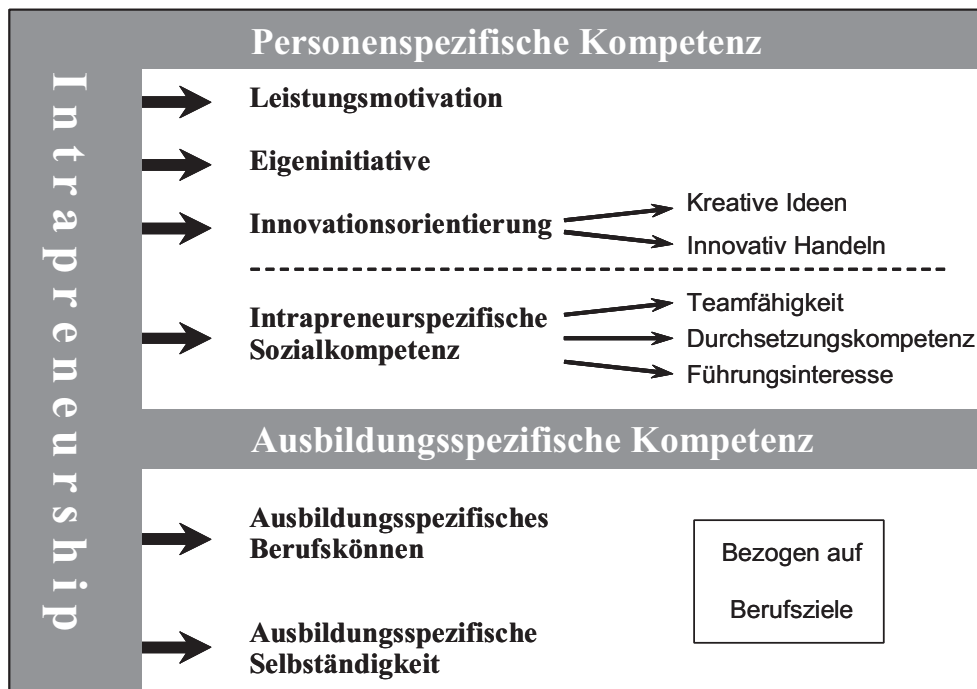 Intrapreneurship
Personenspezifische Kompetenz
Leistungsmotivation
Eigeninitiative
Innovationsorientierung
Kreative Ideen
Innovativ Handeln
Intrapreneurspezifische
Sozialkompetenz
Teamfähigkeit
Durchsetzungskompetenz
Führungsinteresse
Ausbildungsspezifische Kompetenz
Ausbildungsspezifisches
Berufskönnen
Bezogen auf
Berufsziele
Ausbildungsspezifische
Selbständigkeit